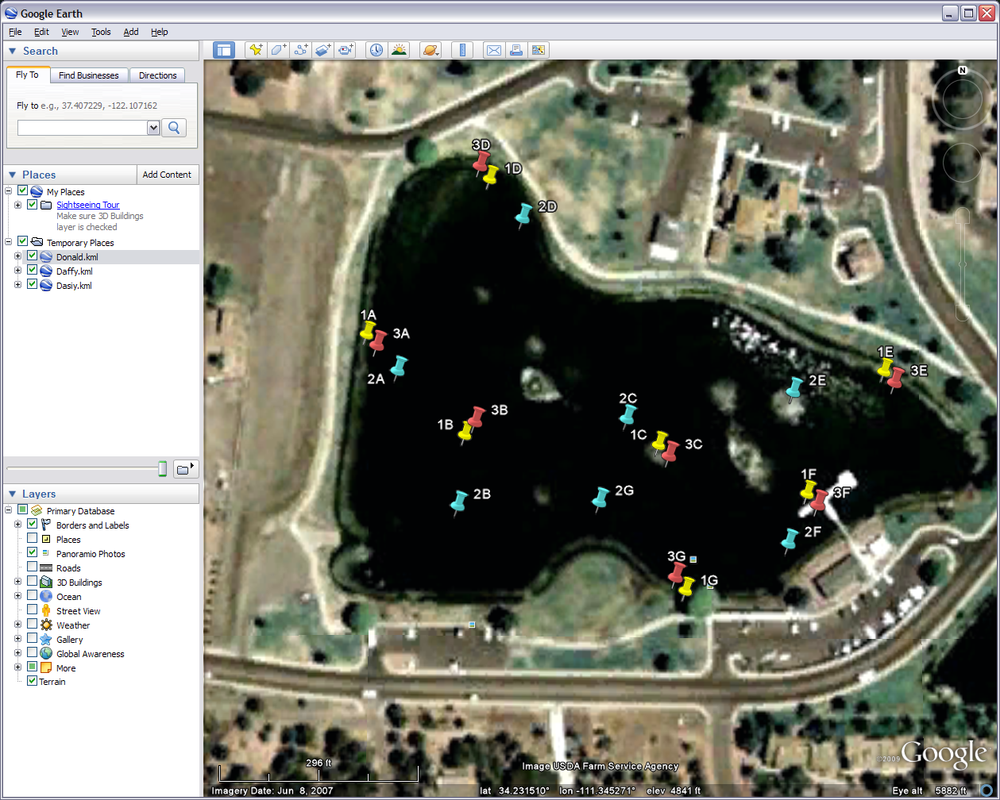 Google Earth
File Edit View Tools Add Help
Search
Fly To Find Businesses Directions
Fly to e.g., 37.407229, -122.107162
Places Add Content
My Places
Sightseeing Tour
Make sure 3D Buildings
layer is checked
Temporary Places
Donald.kml
Daffy.kml
Dasiy.kml
Layers
Primary Database
Borders and Labels
Places
Panoramio Photos
Roads
3D Buildings
Ocean
Street View
Weather
Gallery
Global Awareness
More
Terrain
N
3D
1D
2D
1A
3A
2A
1E
3E
2E
2C
3B
1B
1C
3C
1F
2G
3F
2B
2F
3G
1G
296 ft
Image USDA Farm Service Agency
©2009 Google
Imagery Date: Jun 8, 2007 lat 34.231510° lon -111.345271° elev 4841 ft Eye alt 5882 ft